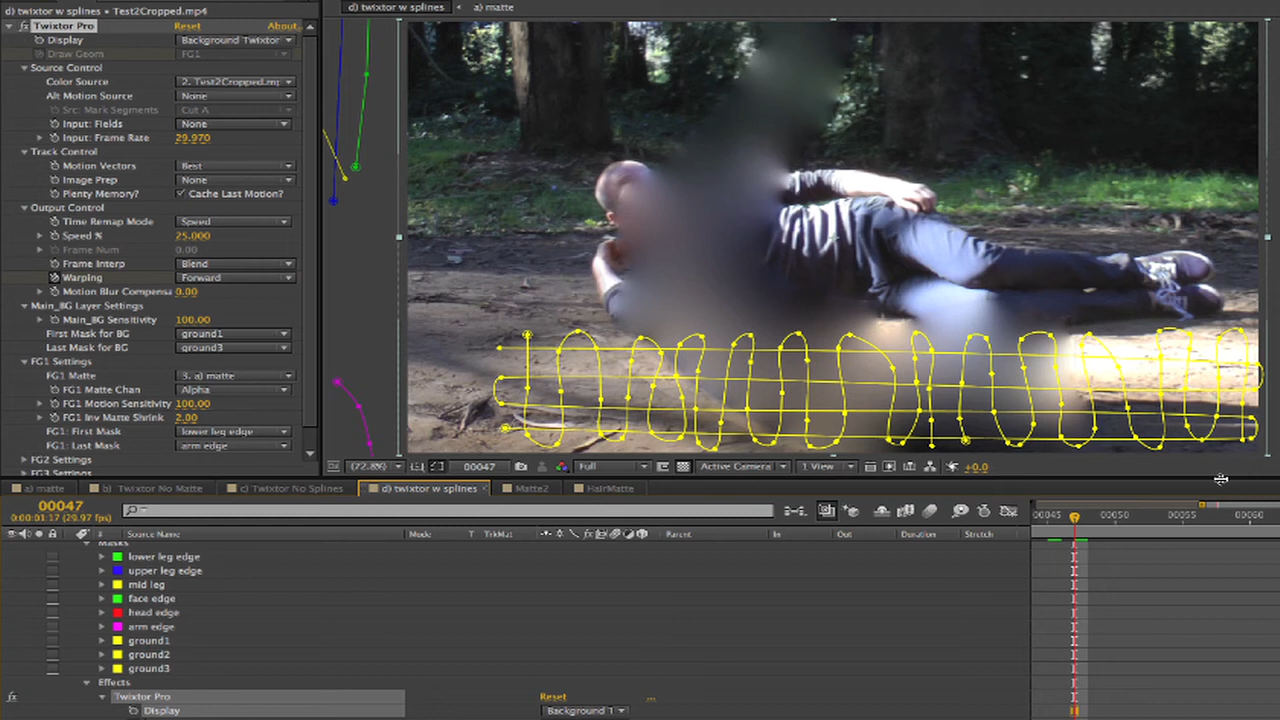 d) twixtor w splines • Test2Cropped.mp4
fx Twixtor Pro Reset About...
Display Background Twixtor
Draw Geom FG1
Source Control
Color Source 2. Test2Cropped.mp
Alt Motion Source None
Src: Mark Segments Cut A
Input: Fields None
Input: Frame Rate 29.970
Track Control
Motion Vectors Best
Image Prep None
Plenty Memory? Cache Last Motion?
Output Control
Time Remap Mode Speed
Speed % 25.000
Frame Num 0.00
Frame Interp Blend
Warping Forward
Motion Blur Compensa 0.00
Main_BG Layer Settings
Main_BG Sensitivity 100.00
First Mask for BG ground1
Last Mask for BG ground3
FG1 Settings
FG1 Matte 3. a) matte
FG1 Matte Chan Alpha
FG1 Motion Sensitivity 100.00
FG1 Inv Matte Shrink 2.00
FG1: First Mask lower leg edge
FG1: Last Mask arm edge
FG2 Settings
FG3 Settings
d) twixtor w splines a) matte
(72.8%) 00047 Full Active Camera 1 View +0.0
a) matte b) Twixtor No Matte c) Twixtor No Splines d) twixtor w splines Matte2 HairMatte
00047
0:00:01:17 (29.97 fps)
00045 00050 00055 00060
# Source Name Mode T TrkMat Parent In Out Duration Stretch
Masks
lower leg edge
upper leg edge
mid leg
face edge
head edge
arm edge
ground1
ground2
ground3
Effects
fx Twixtor Pro Reset ...
Display Background T